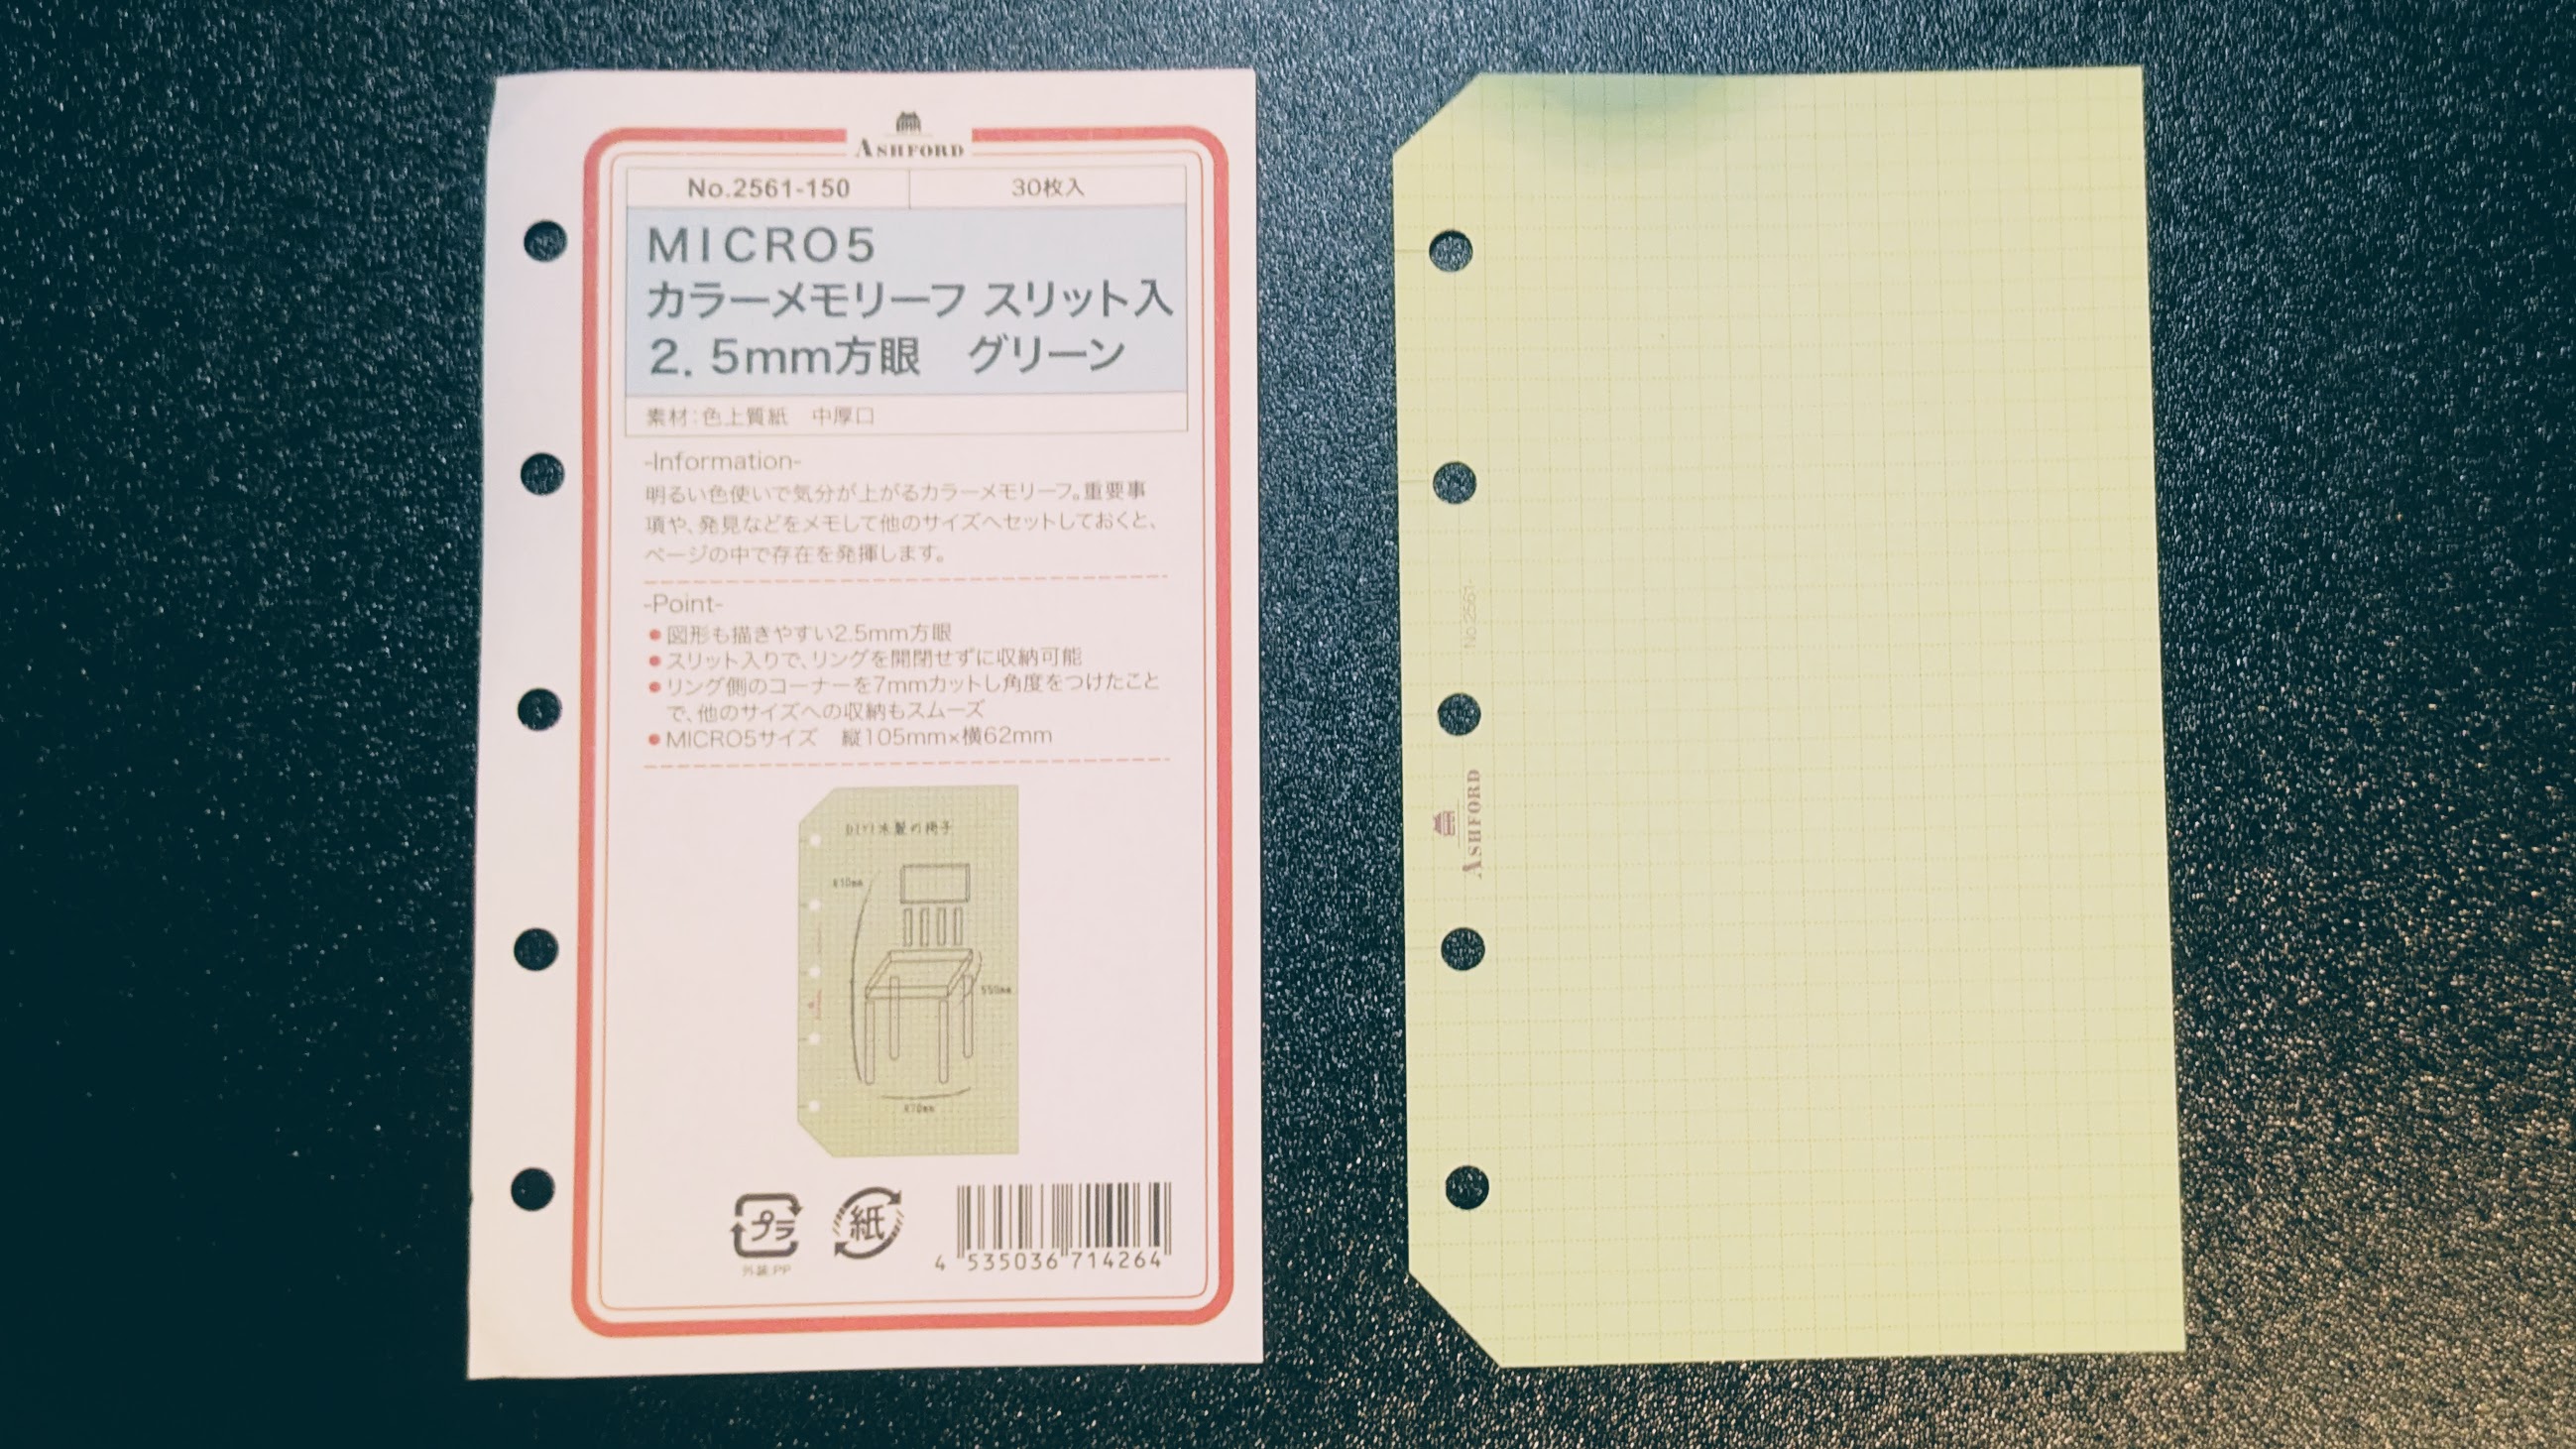 ASHFORD
No.2561-150
30枚入
MICRO5
カラーメモリーフ スリット入
2.5mm方眼 グリーン
素材:色上質紙 中厚口
-Information-
明るい色使いで気分が上がるカラーメモリーフ。重要事
項や、発見などをメモして他のサイズへセットしておくと、
ページの中で存在を発揮します。
-Point-
●図形も描きやすい2.5mm方眼
●スリット入りで、リングを開閉せずに収納可能
●リング側のコーナーを7mmカットし角度をつけたこと
で、他のサイズへの収納もスムーズ
●MICRO5サイズ 縦105mm×横62mm
DIY!木製の椅子
550mm
プラ
外装:PP
紙
4 535036 714264
No.2561-
ASHFORD